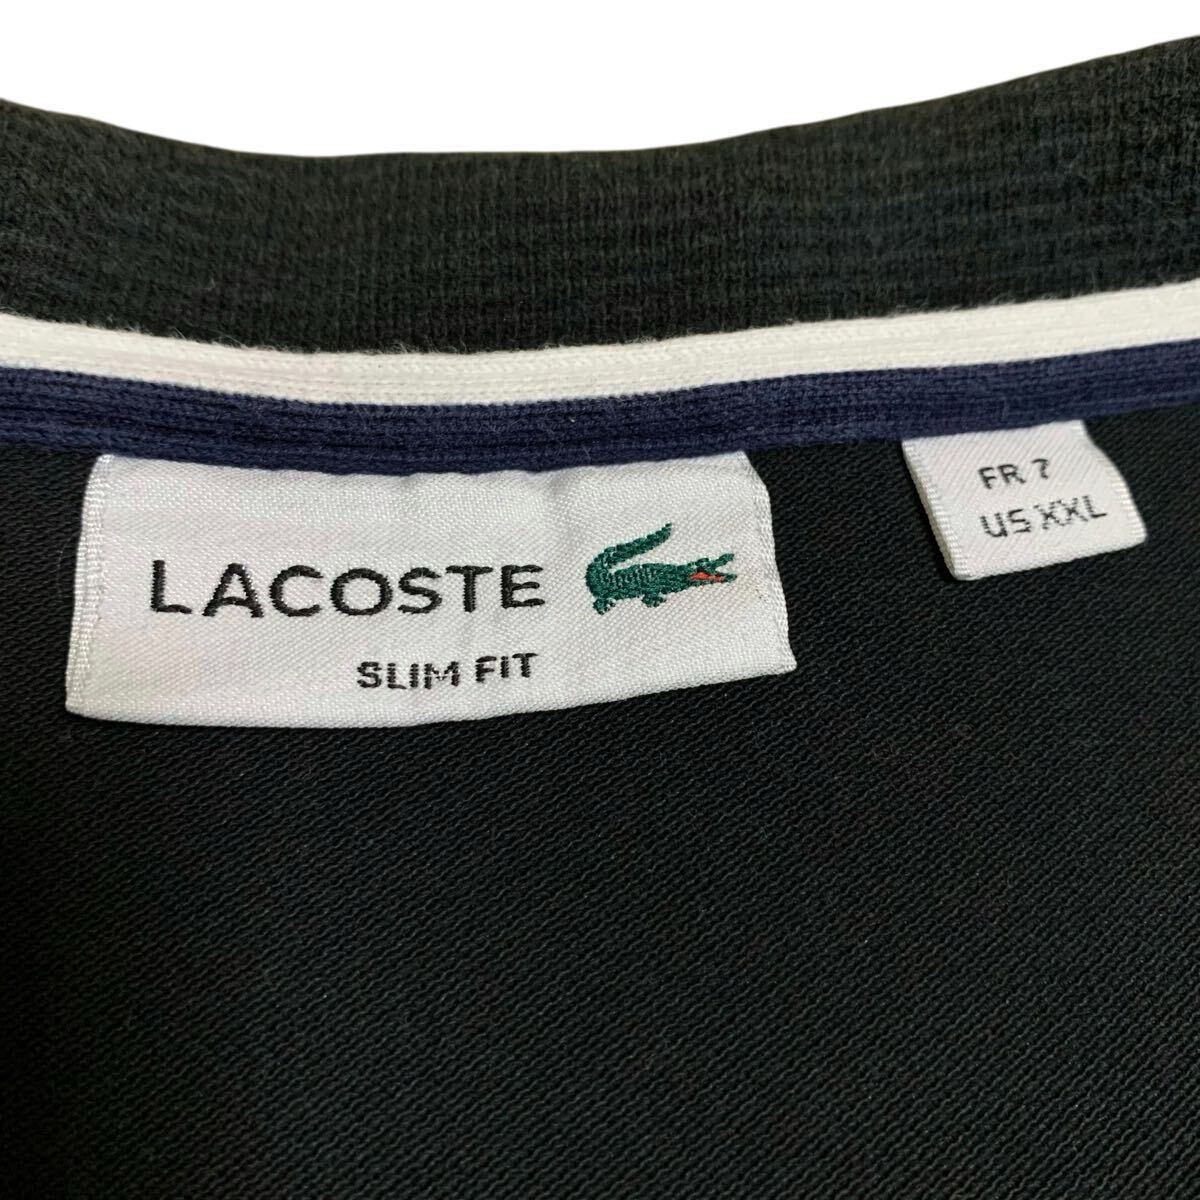 LACOSTE
SLIM FIT
FR 7
US XXL